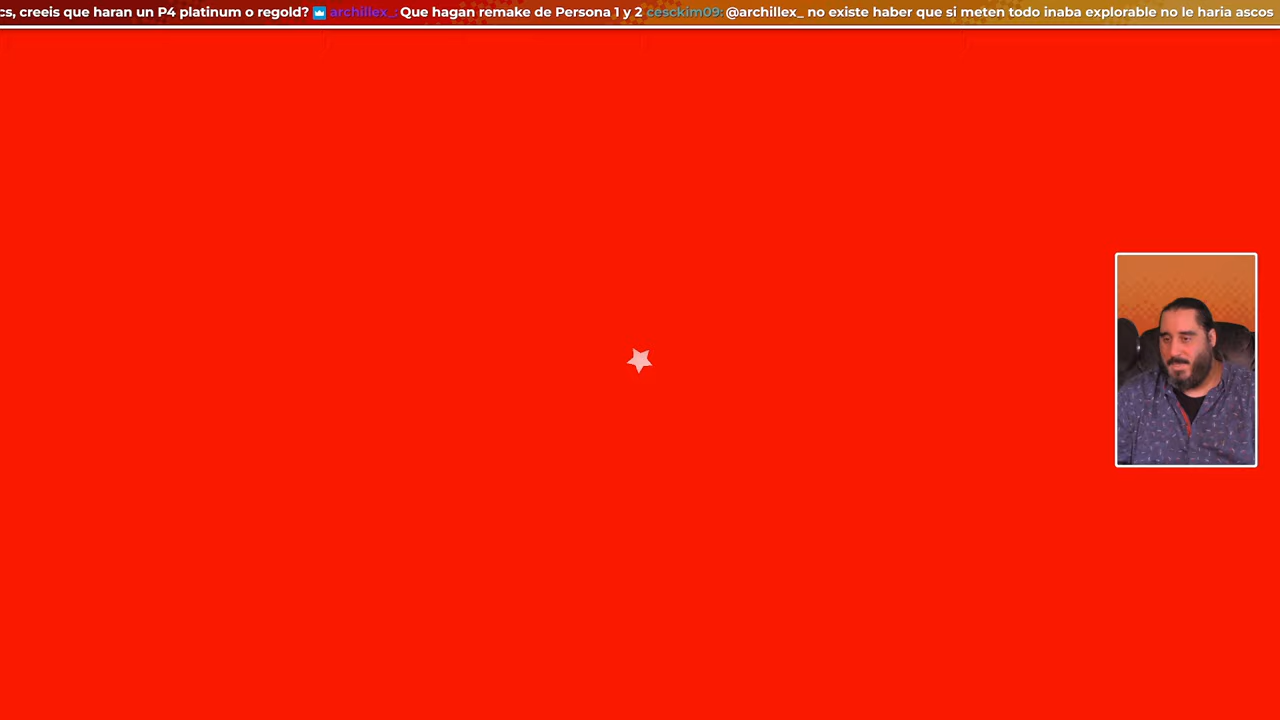 cs, creeis que haran un P4 platinum o regold? archillex_: Que hagan remake de Persona 1 y 2 cesckim09: @archillex_ no existe haber que si meten todo inaba explorable no le haria ascos